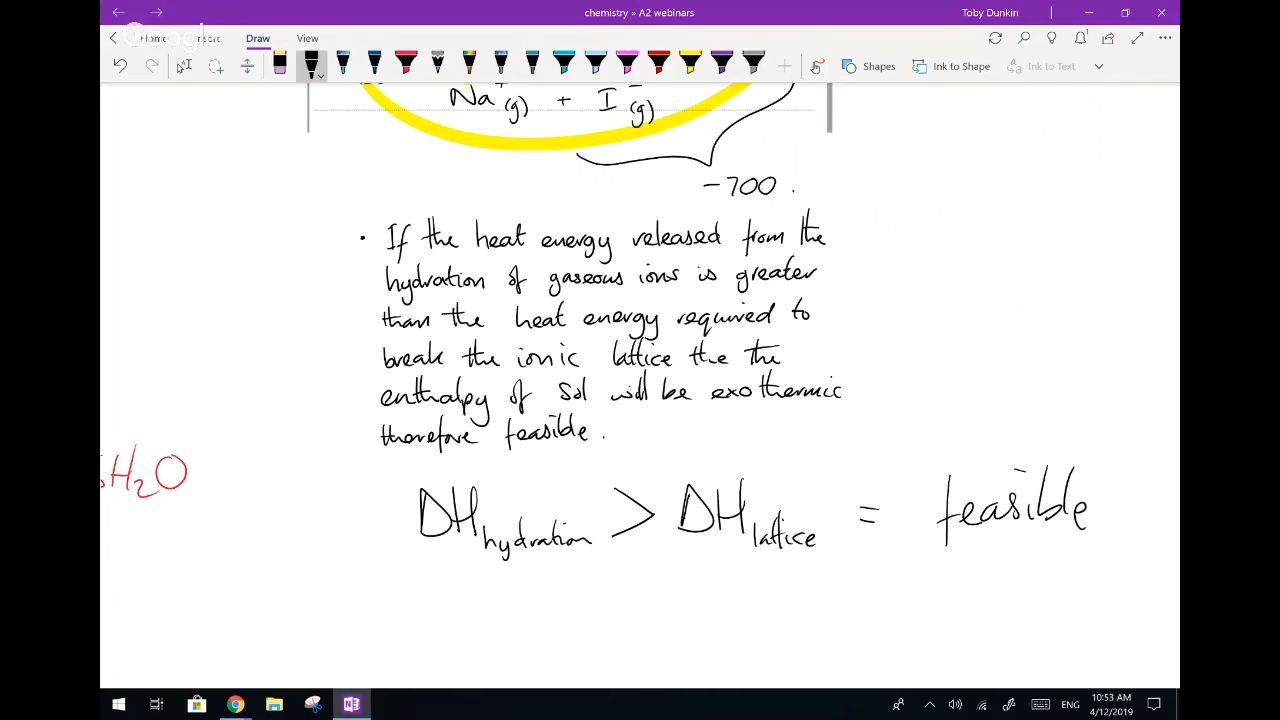 chemistry » A2 webinars
Toby Dunkin
Home Insert Draw View
Shapes Ink to Shape Ink to Text
Na⁺(g) + I⁻(g)
-700 .
· If the heat energy released from the
hydration of gaseous ions is greater
than the heat energy required to
break the ionic lattice the the
enthalpy of Sol will be exothermic
therefore feasible .
H₂O
ΔH hydration > ΔH lattice = feasible
ENG
10:53 AM
4/12/2019